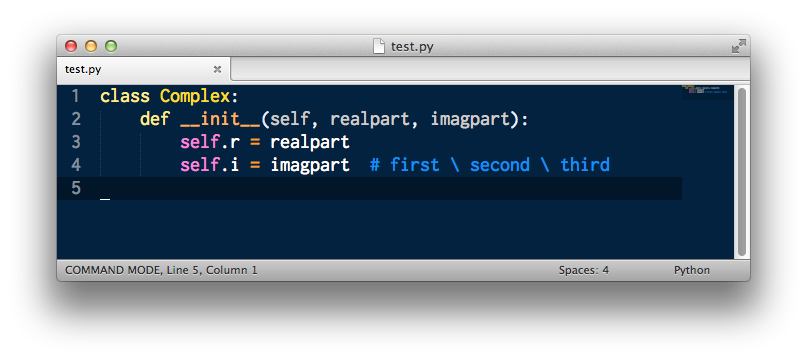 test.py
test.py ×
1 class Complex:
2     def __init__(self, realpart, imagpart):
3         self.r = realpart
4         self.i = imagpart  # first \ second \ third
5
COMMAND MODE, Line 5, Column 1 Spaces: 4 Python